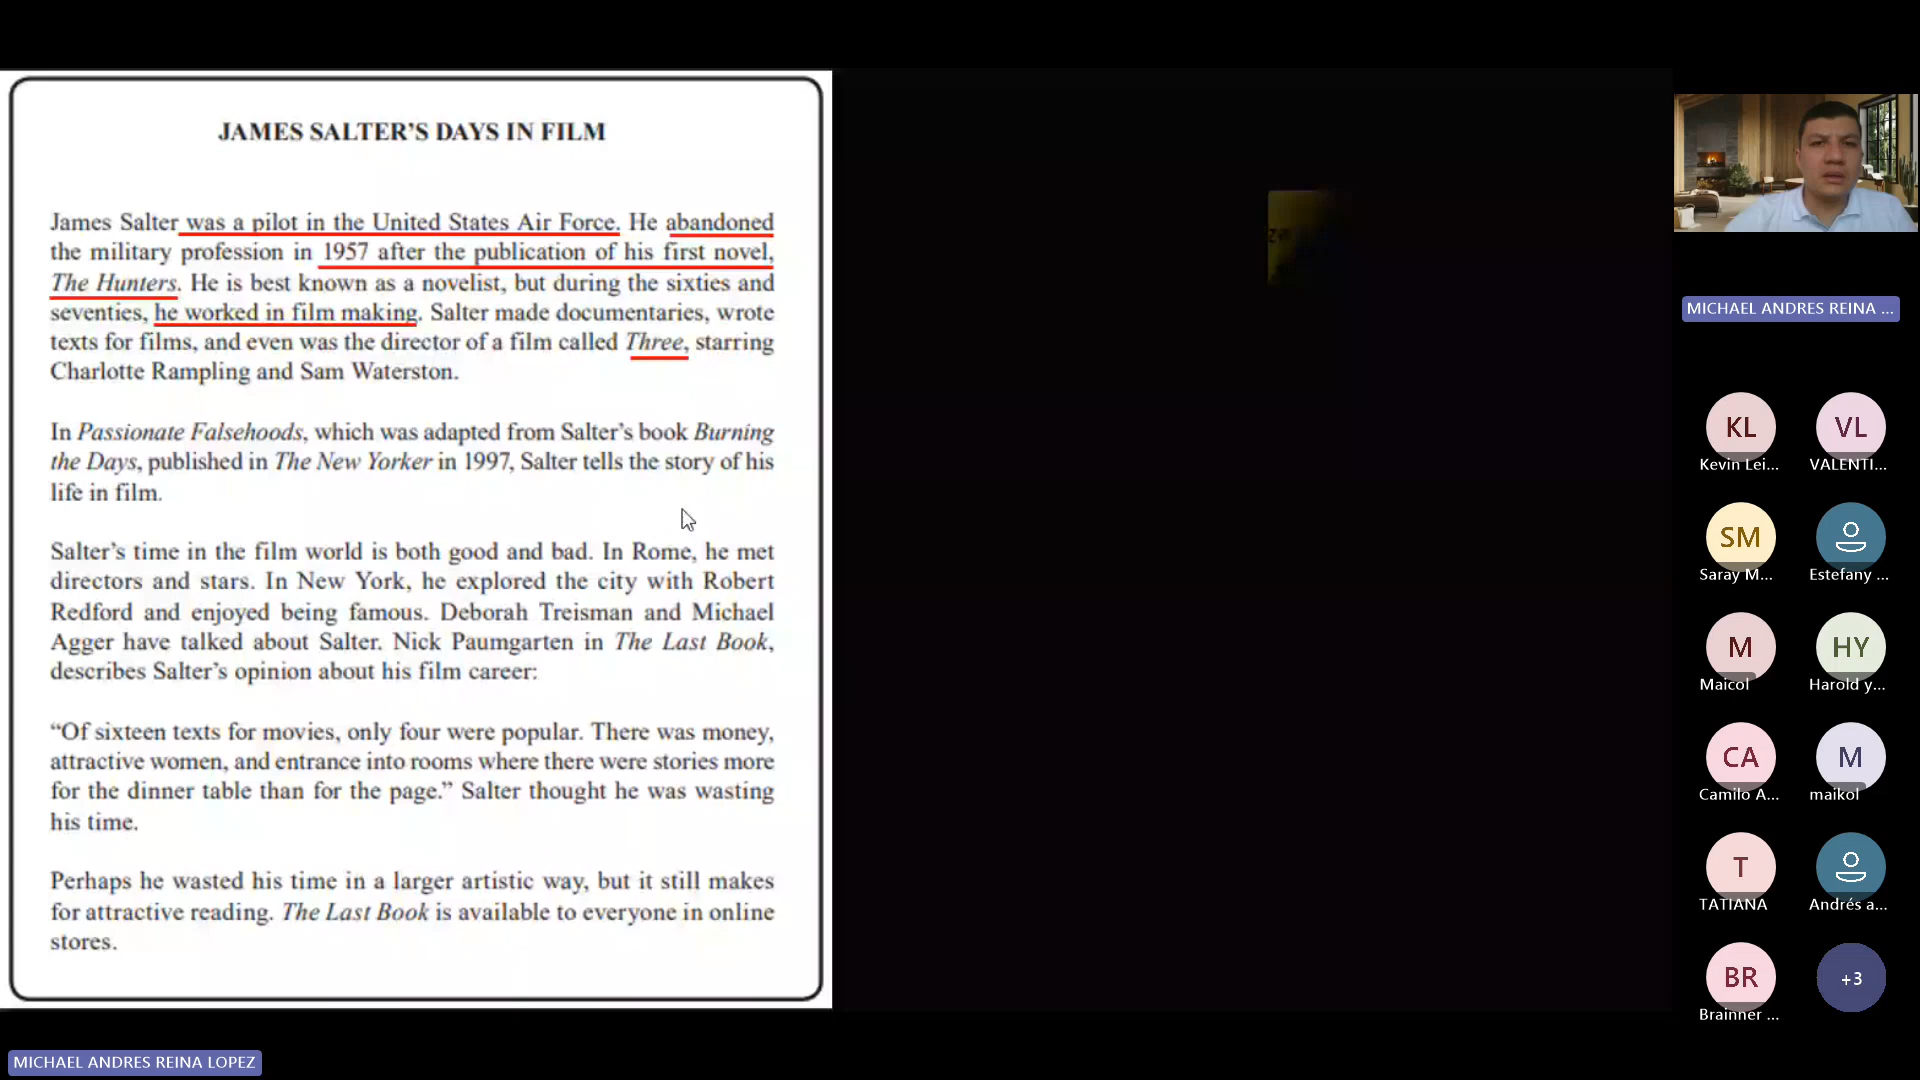 JAMES SALTER’S DAYS IN FILM
James Salter was a pilot in the United States Air Force. He abandoned
the military profession in 1957 after the publication of his first novel,
The Hunters. He is best known as a novelist, but during the sixties and
seventies, he worked in film making. Salter made documentaries, wrote
texts for films, and even was the director of a film called Three, starring
Charlotte Rampling and Sam Waterston.
In Passionate Falsehoods, which was adapted from Salter’s book Burning
the Days, published in The New Yorker in 1997, Salter tells the story of his
life in film.
Salter’s time in the film world is both good and bad. In Rome, he met
directors and stars. In New York, he explored the city with Robert
Redford and enjoyed being famous. Deborah Treisman and Michael
Agger have talked about Salter. Nick Paumgarten in The Last Book,
describes Salter’s opinion about his film career:
“Of sixteen texts for movies, only four were popular. There was money,
attractive women, and entrance into rooms where there were stories more
for the dinner table than for the page.” Salter thought he was wasting
his time.
Perhaps he wasted his time in a larger artistic way, but it still makes
for attractive reading. The Last Book is available to everyone in online
stores.
MICHAEL ANDRES REINA LOPEZ
MICHAEL ANDRES REINA ...
KL
Kevin Lei...
VL
VALENTI...
SM
Saray M...
Estefany ...
M
Maicol
HY
Harold y...
CA
Camilo A...
M
maikol
T
TATIANA
Andrés a...
BR
Brainner ...
+3